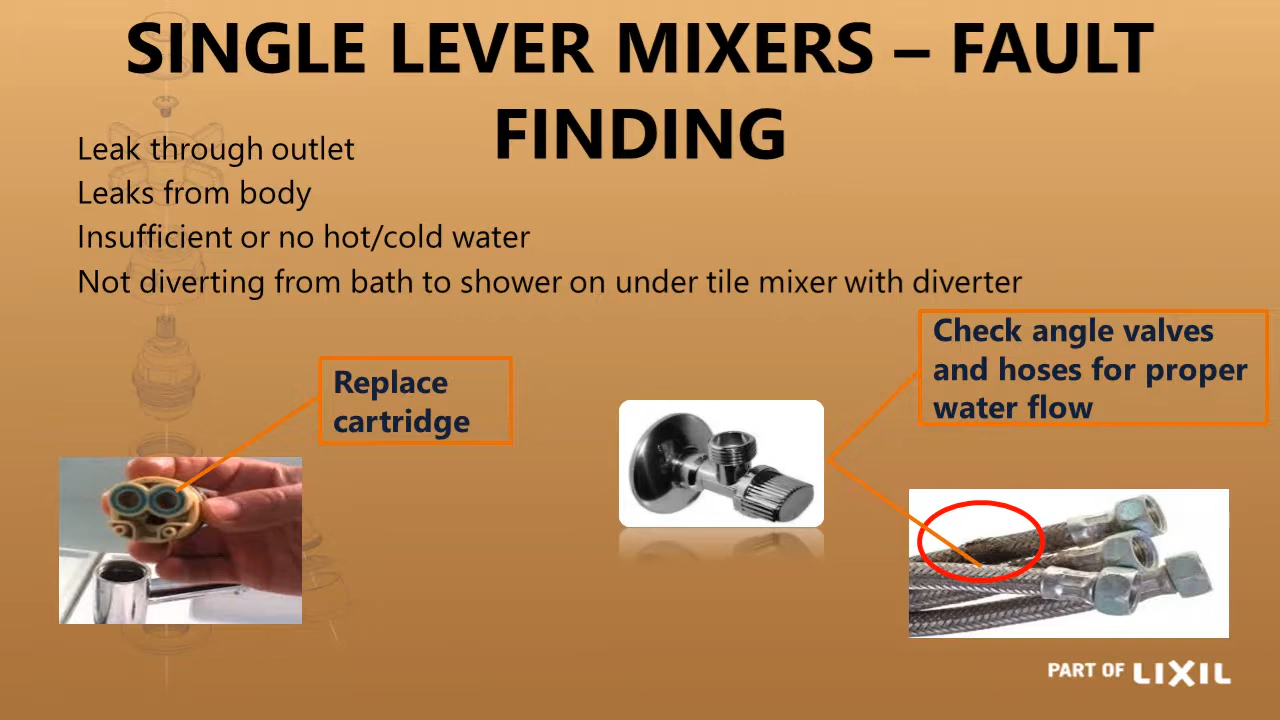 SINGLE LEVER MIXERS – FAULT
FINDING
Leak through outlet
Leaks from body
Insufficient or no hot/cold water
Not diverting from bath to shower on under tile mixer with diverter
Check angle valves
and hoses for proper
water flow
Replace
cartridge
PART OF LIXIL